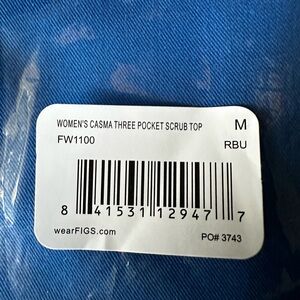 WOMEN'S CASMA THREE POCKET SCRUB TOP M
FW1100 RBU
8 41531 12947 7
wearFIGS.com PO# 3743